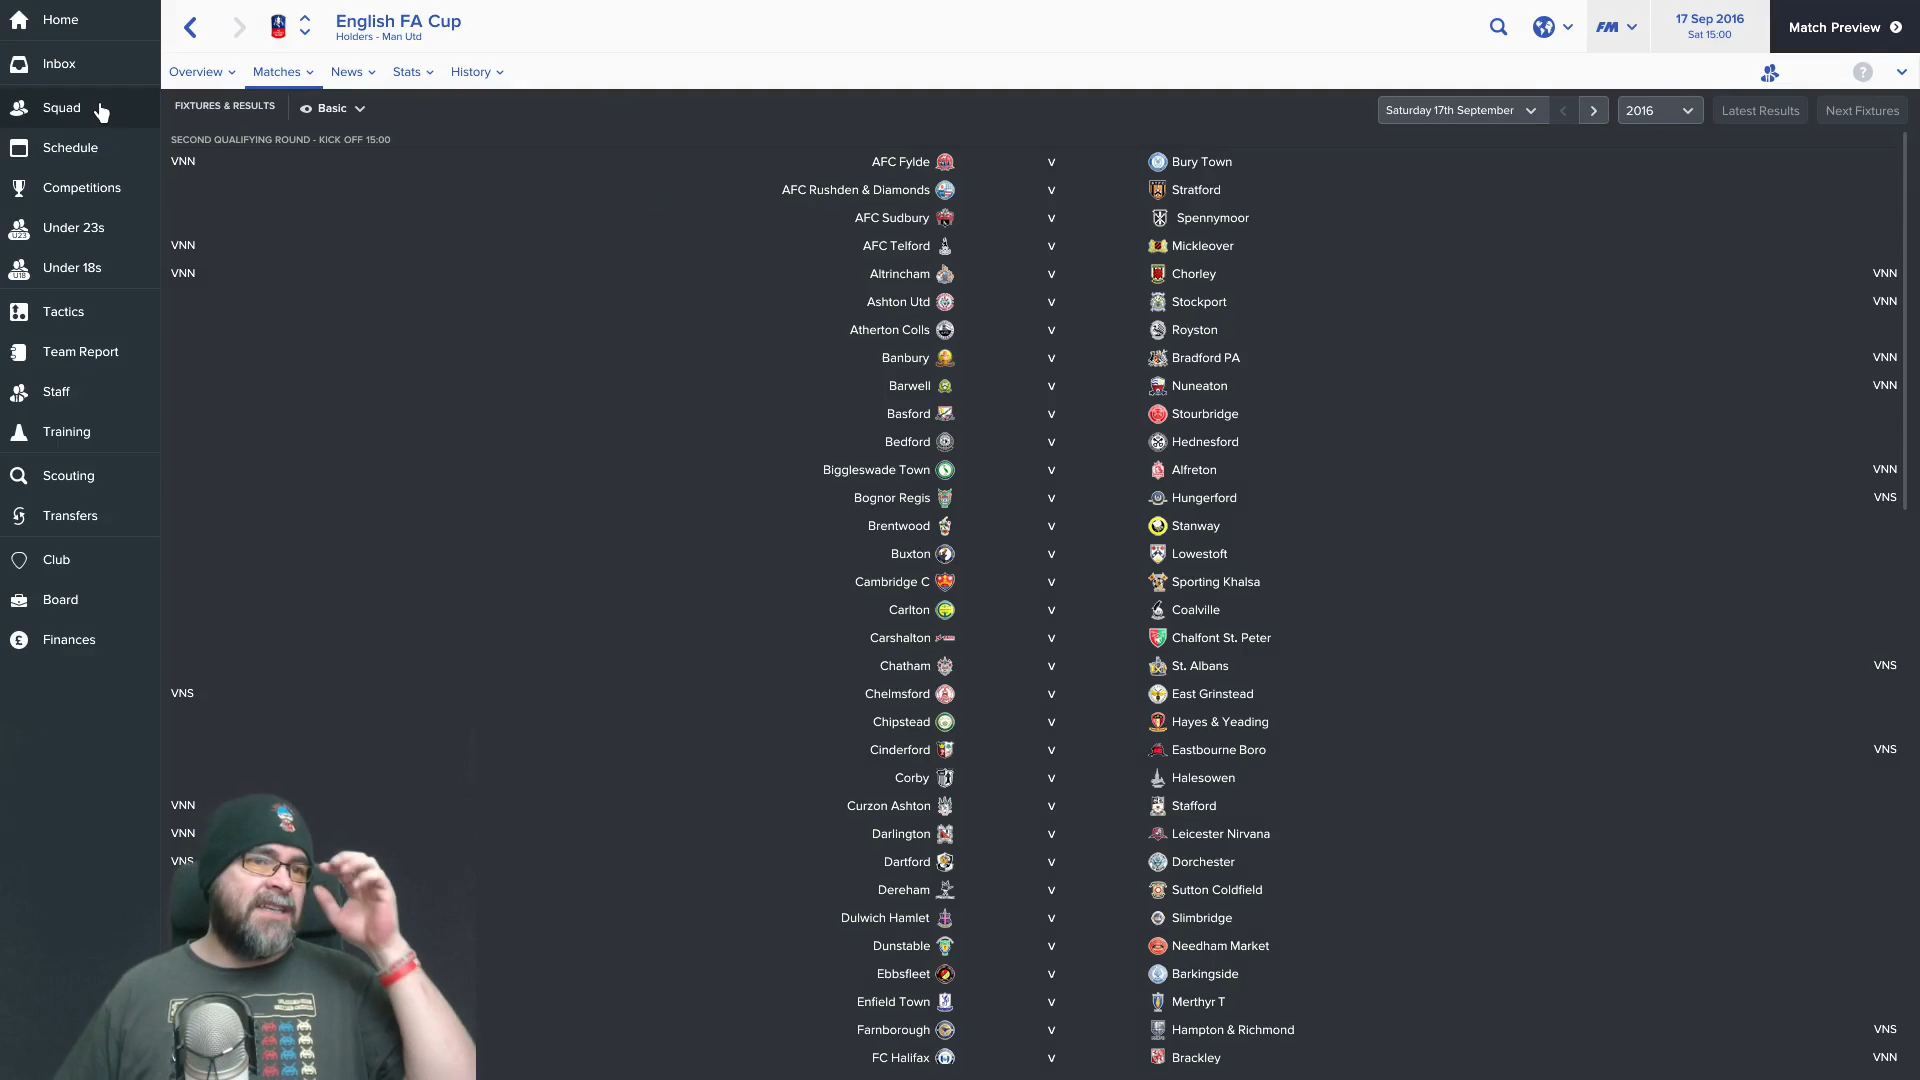 Home
English FA Cup
Holders - Man Utd
FM
17 Sep 2016
Sat 15:00
Match Preview
Inbox
Overview Matches News Stats History
?
Squad
FIXTURES & RESULTS Basic
Saturday 17th September 2016 Latest Results Next Fixtures
Schedule
Competitions
Under 23s
U23
Under 18s
U18
Tactics
Team Report
Staff
Training
Scouting
Transfers
Club
Board
£ Finances
SECOND QUALIFYING ROUND - KICK OFF 15:00
VNN AFC Fylde v Bury Town
AFC Rushden & Diamonds v Stratford
AFC Sudbury v Spennymoor
VNN AFC Telford v Mickleover
VNN Altrincham v Chorley VNN
Ashton Utd v Stockport VNN
Atherton Colls v Royston
Banbury v Bradford PA VNN
Barwell v Nuneaton VNN
Basford v Stourbridge
Bedford v Hednesford
Biggleswade Town v Alfreton VNN
Bognor Regis v Hungerford VNS
Brentwood v Stanway
Buxton v Lowestoft
Cambridge C v Sporting Khalsa
Carlton v Coalville
Carshalton v Chalfont St. Peter
Chatham v St. Albans VNS
VNS Chelmsford v East Grinstead
Chipstead v Hayes & Yeading
Cinderford v Eastbourne Boro VNS
Corby v Halesowen
VNN Curzon Ashton v Stafford
VNN Darlington v Leicester Nirvana
VNS Dartford v Dorchester
Dereham v Sutton Coldfield
Dulwich Hamlet v Slimbridge
Dunstable v Needham Market
Ebbsfleet v Barkingside
Enfield Town v Merthyr T
Farnborough v Hampton & Richmond VNS
FC Halifax v Brackley VNN